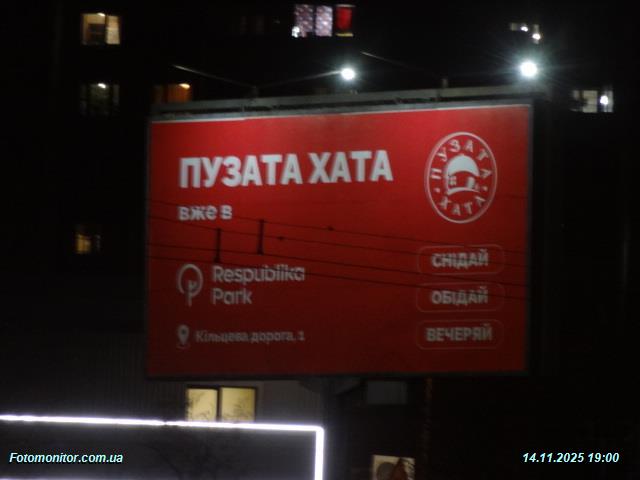 ПУЗАТА ХАТА
вже в
Respublika
Park
Кільцева дорога, 1
ПУЗАТА
ХАТА
СНІДАЙ
ОБІДАЙ
ВЕЧЕРЯЙ
Fotomonitor.com.ua
14.11.2025 19:00